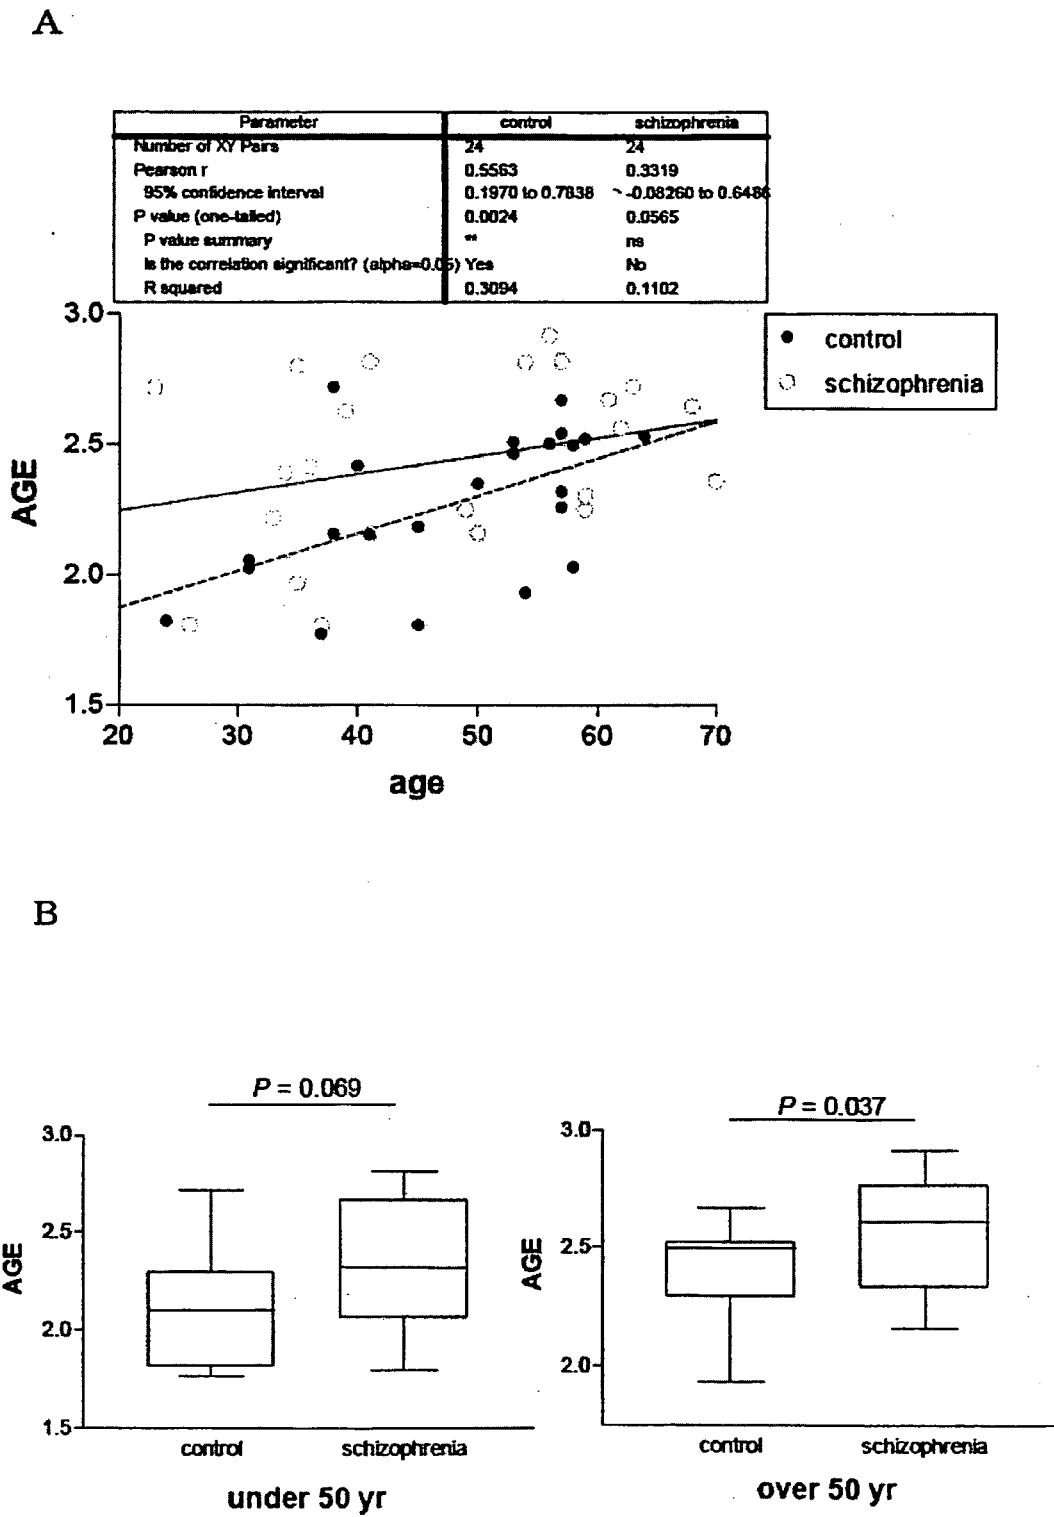 A
Parameter control schizophrenia
Number of XY Pairs 24 24
Pearson r 0.5563 0.3319
95% confidence interval 0.1970 to 0.7838 -0.08260 to 0.6486
P value (one-tailed) 0.0024 0.0565
P value summary ** ns
Is the correlation significant? (alpha=0.05) Yes No
R squared 0.3094 0.1102
3.0
2.5
2.0
1.5
AGE
20 30 40 50 60 70
age
control
schizophrenia
B
P = 0.069
3.0
2.5
2.0
1.5
AGE
control schizophrenia
under 50 yr
P = 0.037
3.0
2.5
2.0
AGE
control schizophrenia
over 50 yr